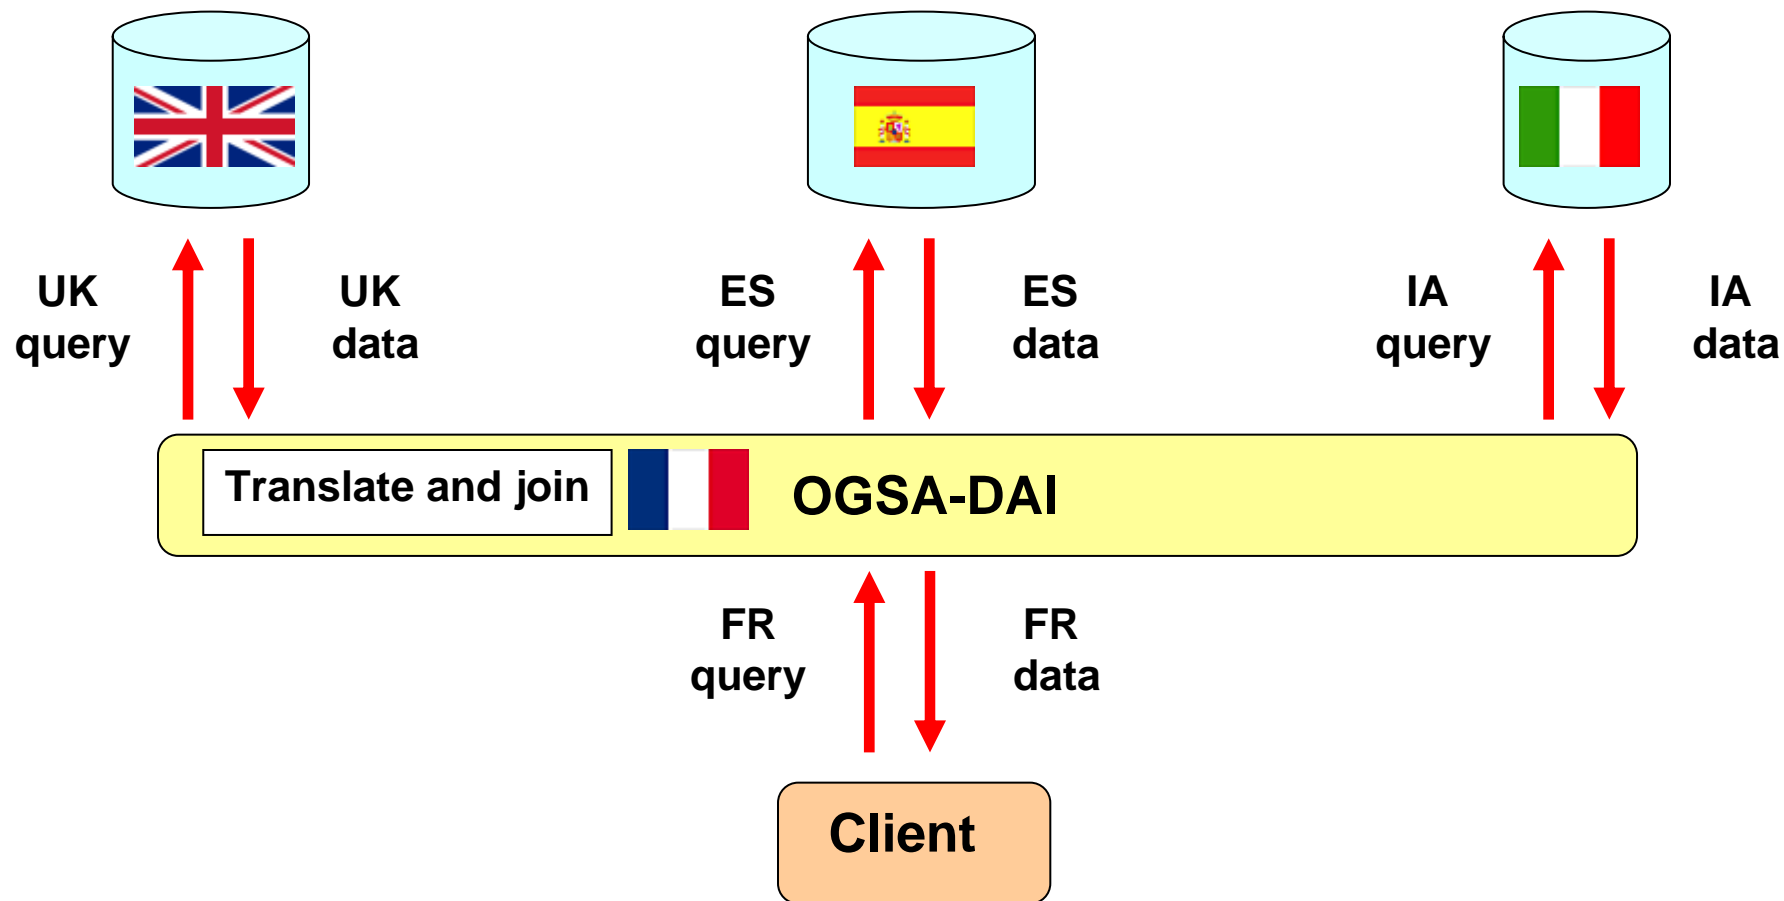 UK
query
UK
data
ES
query
ES
data
IA
query
IA
data
Translate and join
OGSA-DAI
FR
query
FR
data
Client